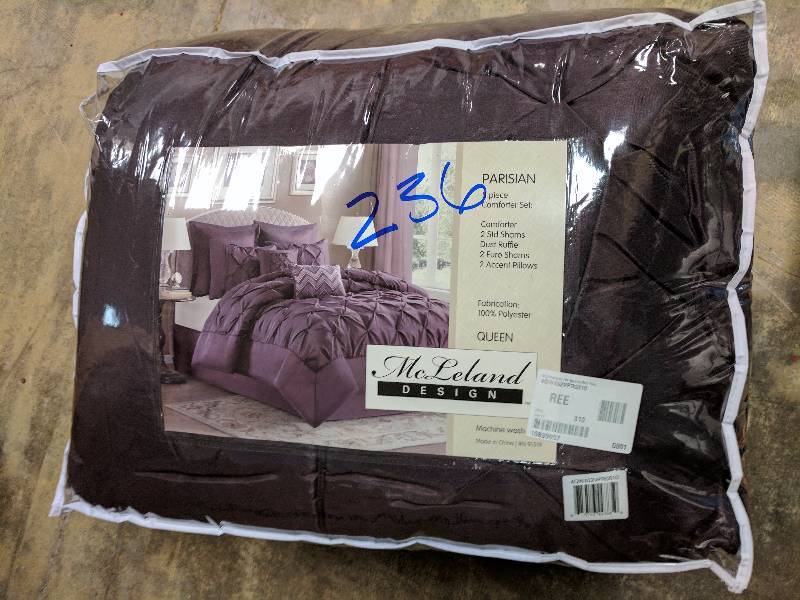 236
PARISIAN
piece
Comforter Set:
Comforter
2 Std Shams
Dust Ruffle
2 Euro Shams
2 Accent Pillows
Fabrication:
100% Polyester
QUEEN
McLeland
DESIGN
REE
310
Machine wash
Made in China